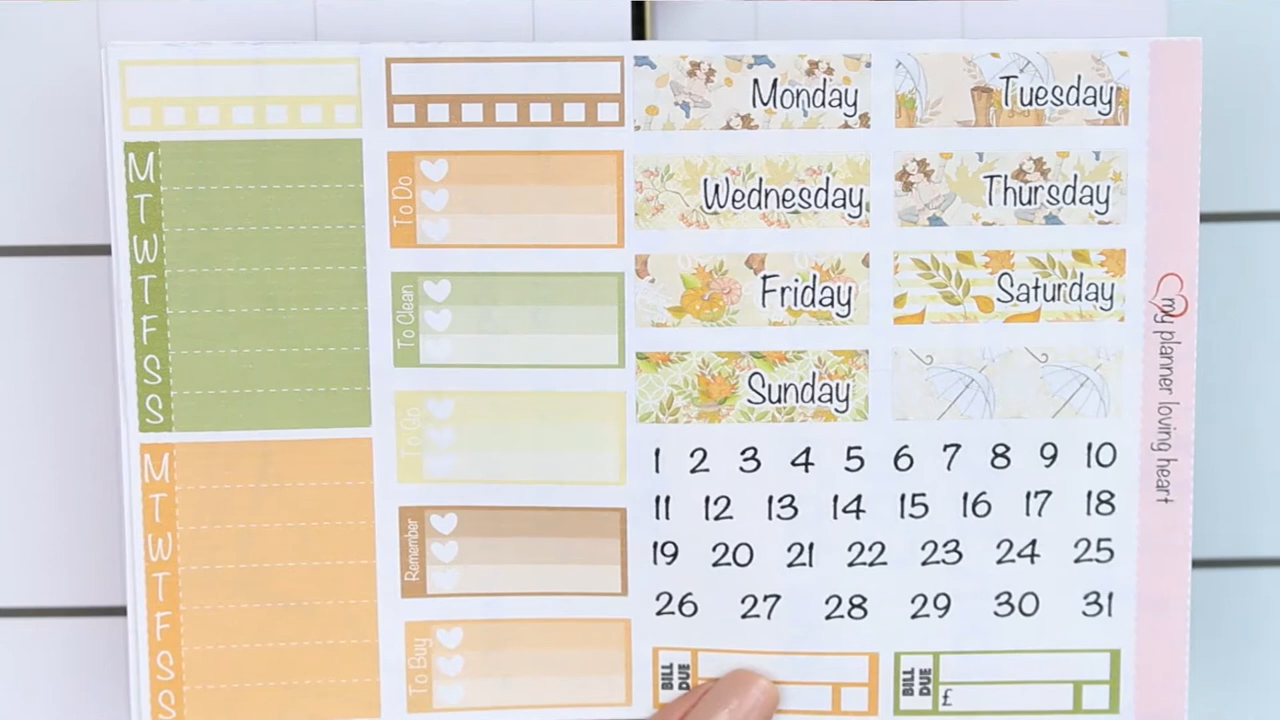 M
T
W
T
F
S
S
M
T
W
T
F
S
S
To Do
To Clean
To Go
Remember
To Buy
Monday
Tuesday
Wednesday
Thursday
Friday
Saturday
Sunday
1 2 3 4 5 6 7 8 9 10
11 12 13 14 15 16 17 18
19 20 21 22 23 24 25
26 27 28 29 30 31
BILL
DUE
BILL
DUE
£
my planner loving heart